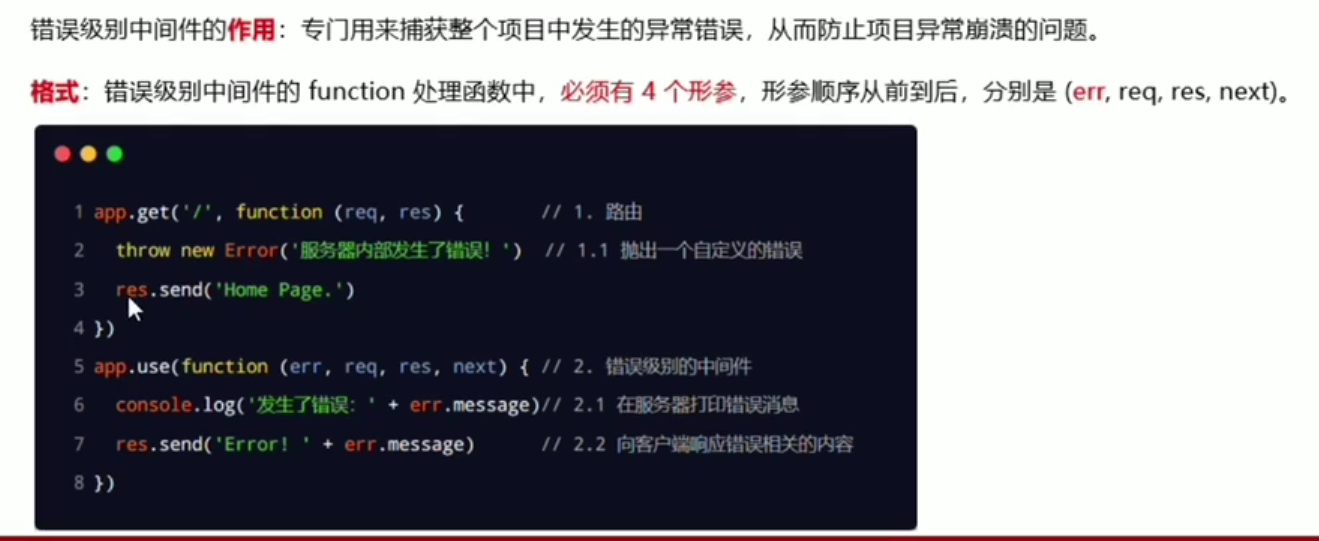 错误级别中间件的作用：专门用来捕获整个项目中发生的异常错误，从而防止项目异常崩溃的问题。
格式：错误级别中间件的 function 处理函数中，必须有 4 个形参，形参顺序从前到后，分别是 (err, req, res, next)。
1 app.get('/', function (req, res) { // 1. 路由
2 throw new Error('服务器内部发生了错误！') // 1.1 抛出一个自定义的错误
3 res.send('Home Page.')
4 })
5 app.use(function (err, req, res, next) { // 2. 错误级别的中间件
6 console.log('发生了错误：' + err.message)// 2.1 在服务器打印错误消息
7 res.send('Error! ' + err.message) // 2.2 向客户端响应错误相关的内容
8 })